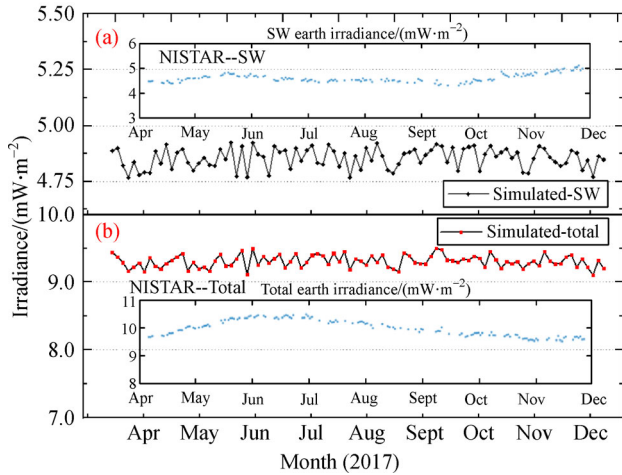 5.50
(a)
SW earth irradiance/(mW·m−2)
6
NISTAR--SW
5.25
5
4
5.00
3
Apr May Jun Jul Aug Sept Oct Nov Dec
4.75
Simulated-SW
10.0
(b)
Simulated-total
9.0
11
NISTAR--Total
Total earth irradiance/(mW·m−2)
10
8.0
9
8
Apr May Jun Jul Aug Sept Oct Nov Dec
7.0
Apr May Jun Jul Aug Sept Oct Nov Dec
Month (2017)
Irradiance/(mW·m−2)